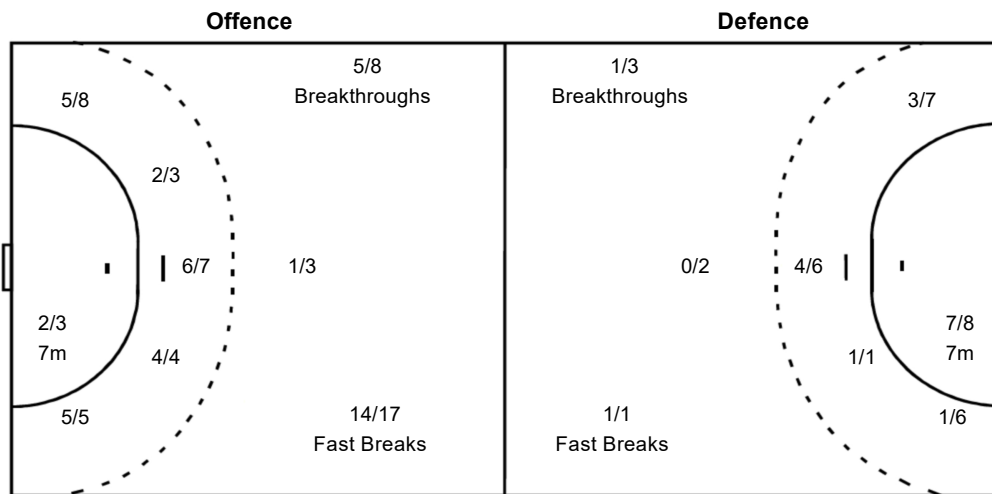 Offence
Defence
5/8
Breakthroughs
1/3
Breakthroughs
5/8
3/7
2/3
6/7
1/3
0/2
4/6
2/3
7m
7/8
7m
4/4
1/1
5/5
14/17
Fast Breaks
1/1
Fast Breaks
1/6